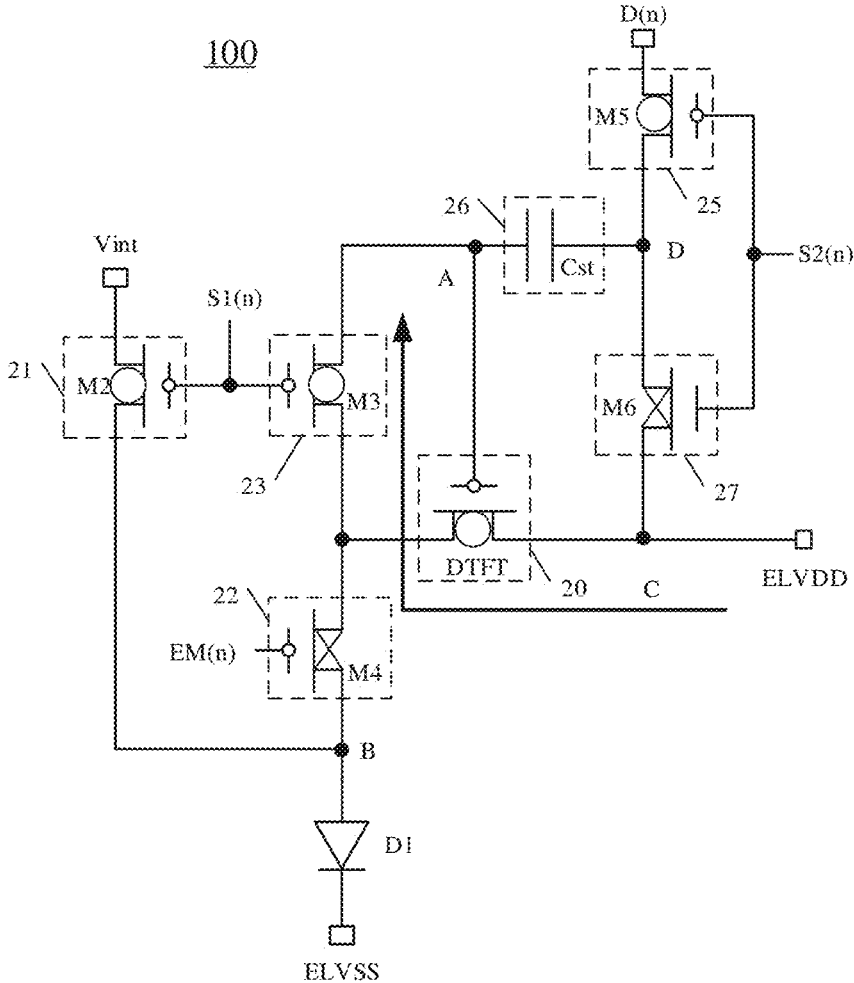 100
D(n)
M5
25
26
Cst
D
S2(n)
A
Vint
S1(n)
21
M2
M3
23
M6
27
DTFT
20
ELVDD
C
22
EM(n)
M4
B
D1
ELVSS